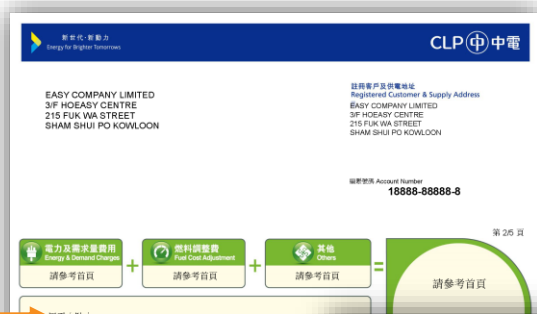 新世代·新動力
Energy for Brighter Tomorrows
CLP 中電
EASY COMPANY LIMITED
3/F HOEASY CENTRE
215 FUK WA STREET
SHAM SHUI PO KOWLOON
註冊客戶及供電地址
Registered Customer & Supply Address
EASY COMPANY LIMITED
3/F HOEASY CENTRE
215 FUK WA STREET
SHAM SHUI PO KOWLOON
Account Number
18888-88888-8
第 2/5 頁
電力及需求量費用
Energy & Demand Charges
請參考首頁
+
燃料調整費
Fuel Cost Adjustment
請參考首頁
+
其他
Others
請參考首頁
=
請參考首頁